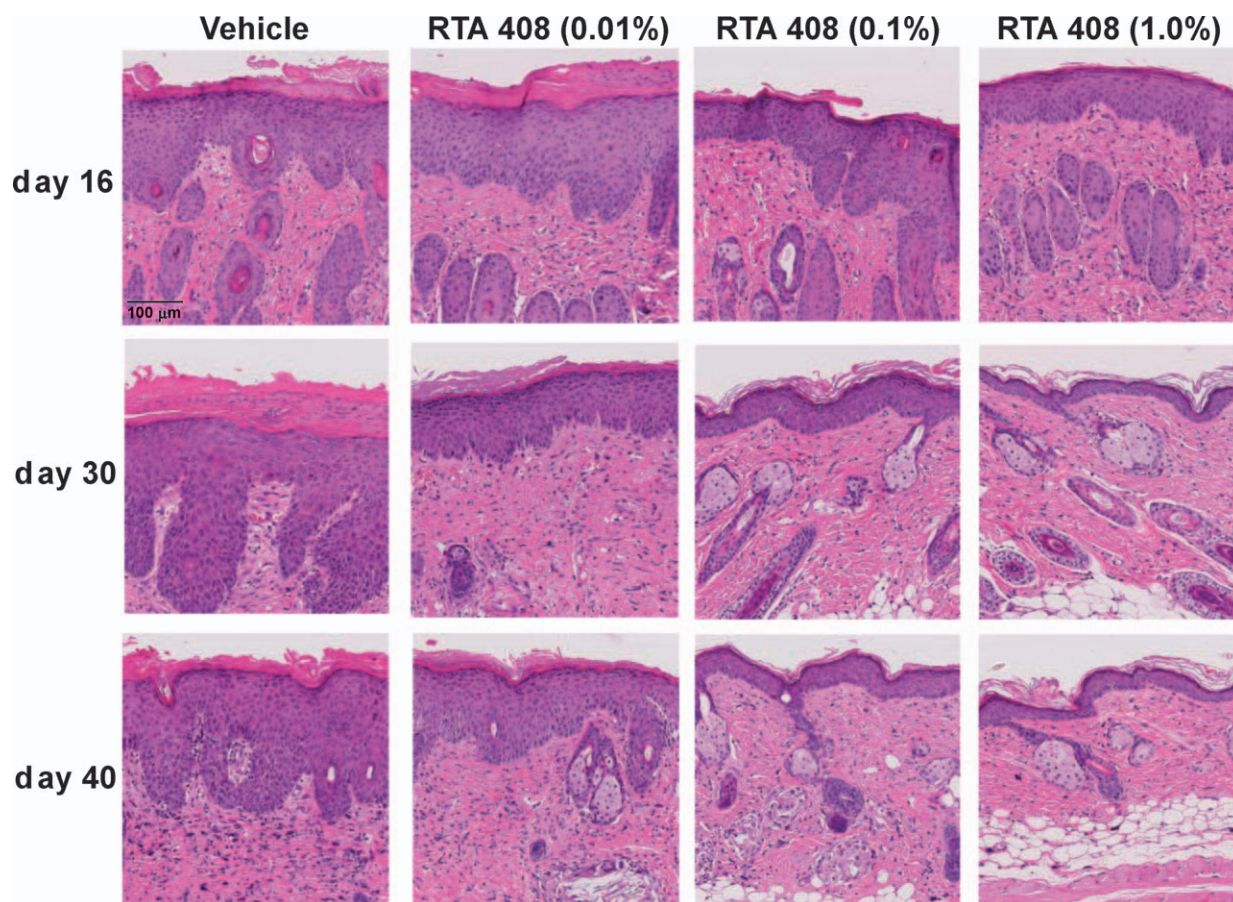 Vehicle RTA 408 (0.01%) RTA 408 (0.1%) RTA 408 (1.0%)
day 16
100 μm
day 30
day 40